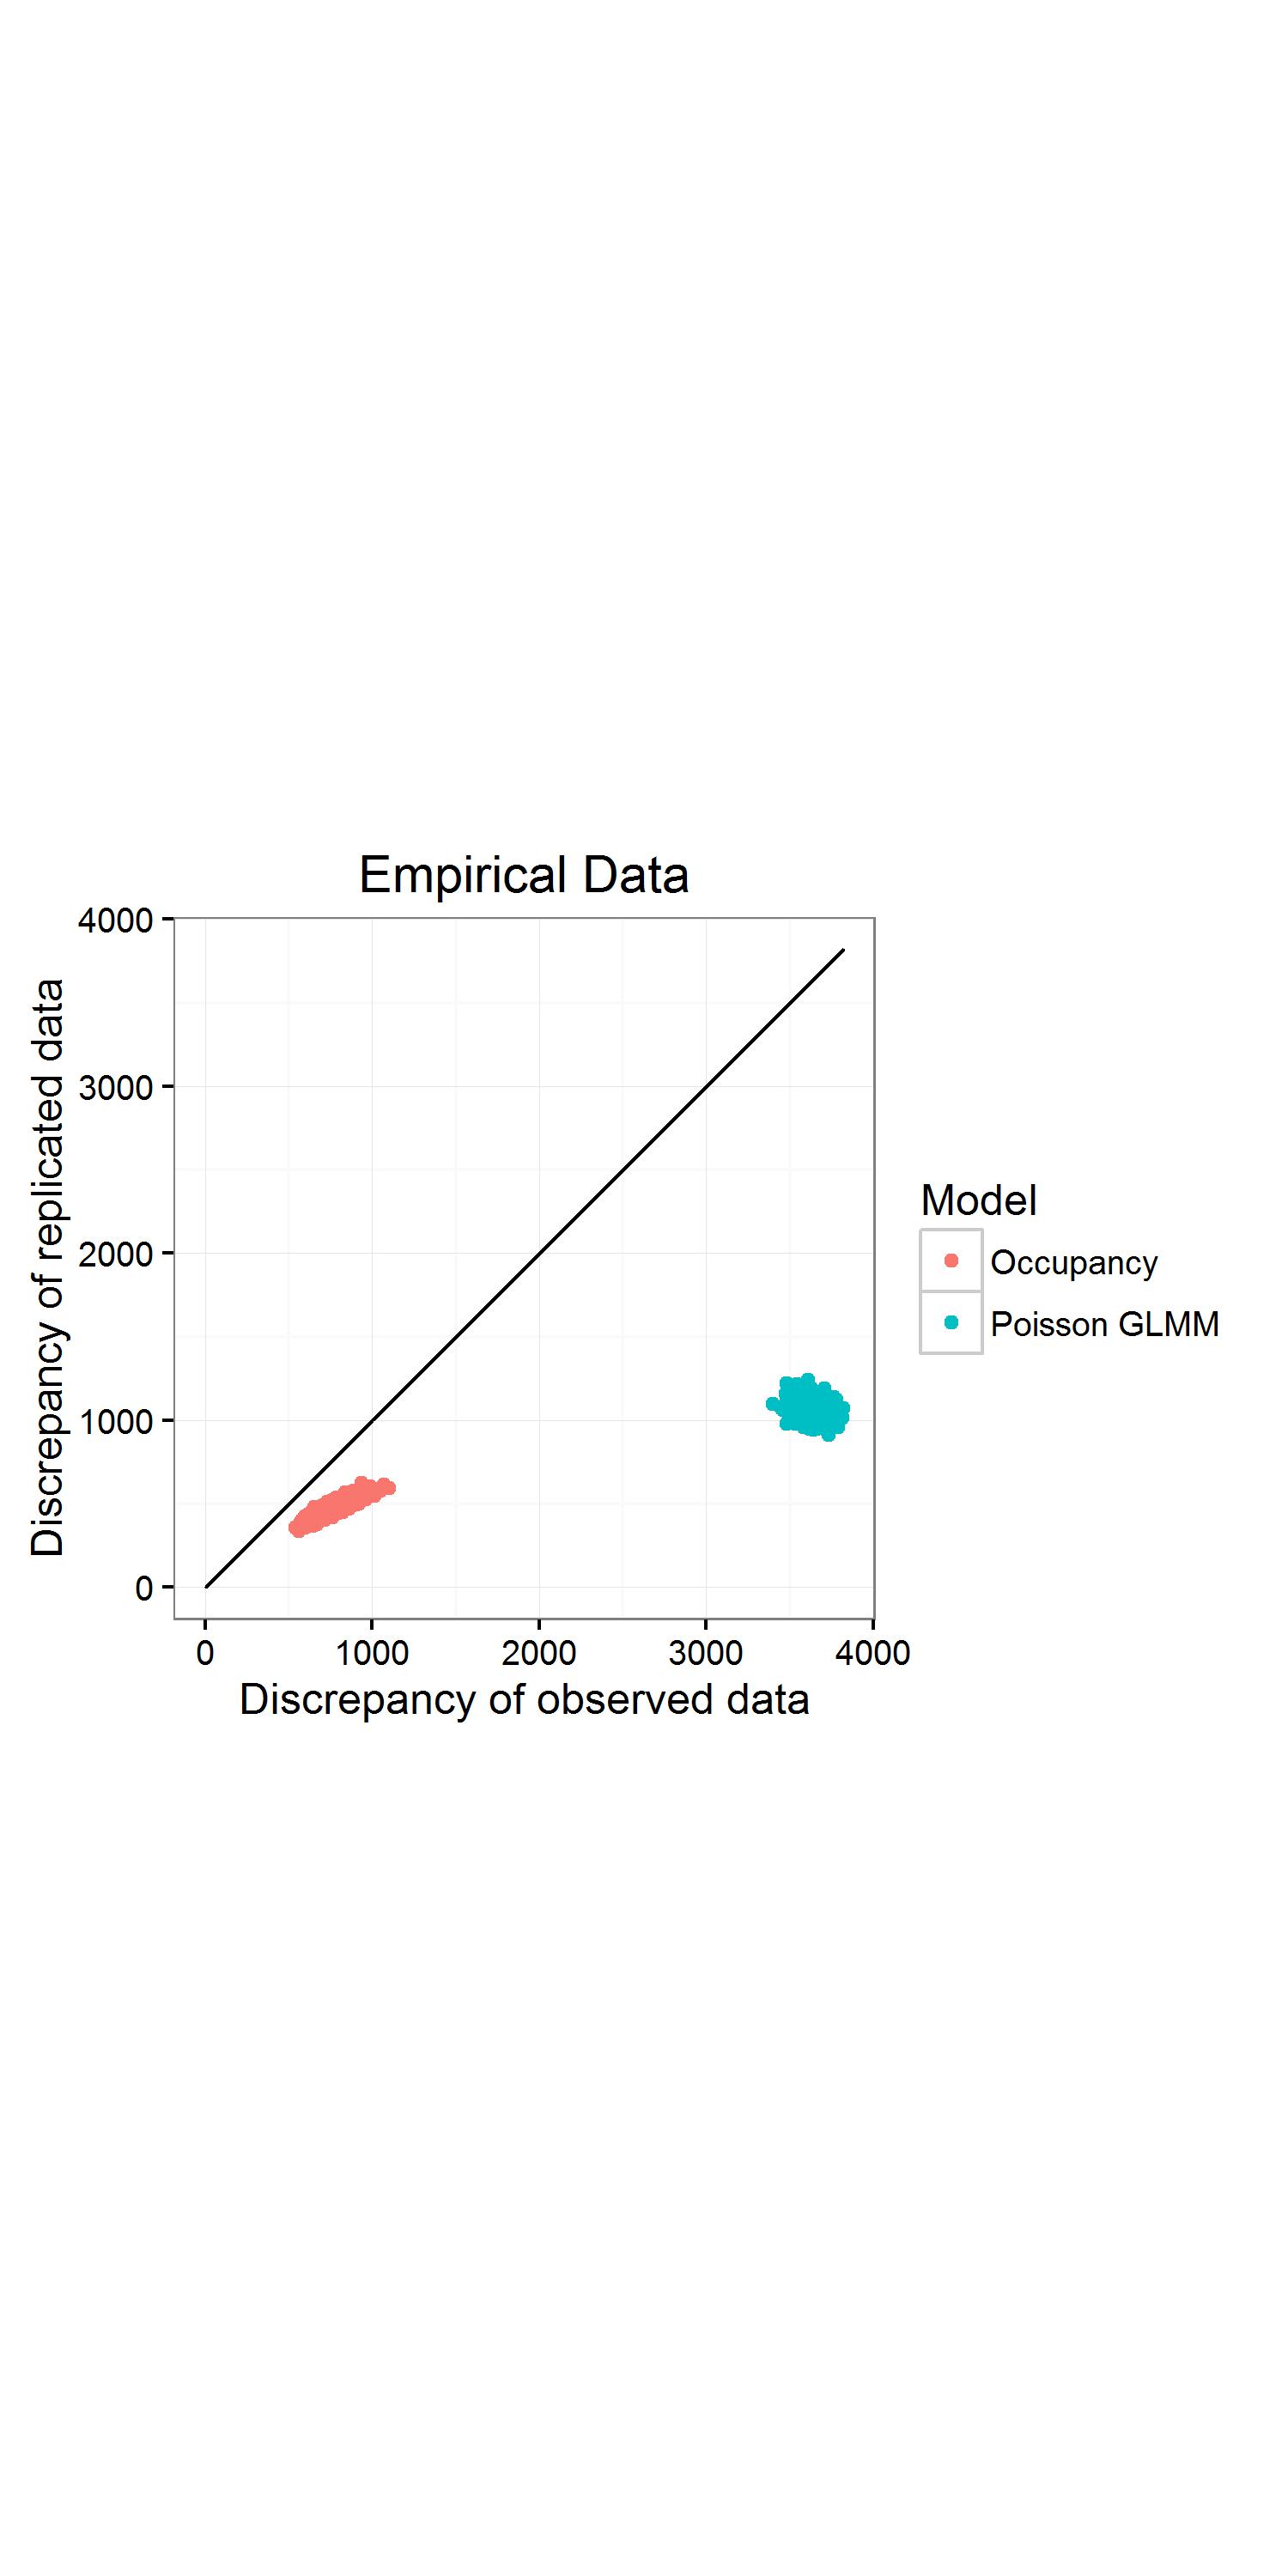 Empirical Data
4000
3000
2000
1000
0
Discrepancy of replicated data
0 1000 2000 3000 4000
Discrepancy of observed data
Model
Occupancy
Poisson GLMM